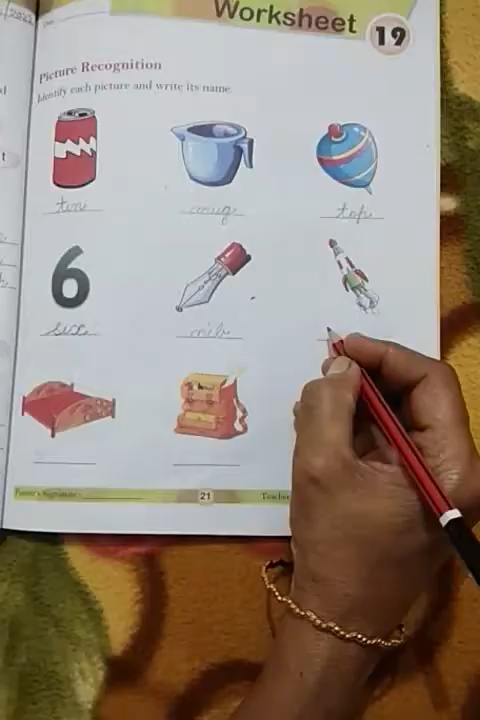 Worksheet
19
Picture Recognition
Identify each picture and write its name
tin mug top
6
six nib
21